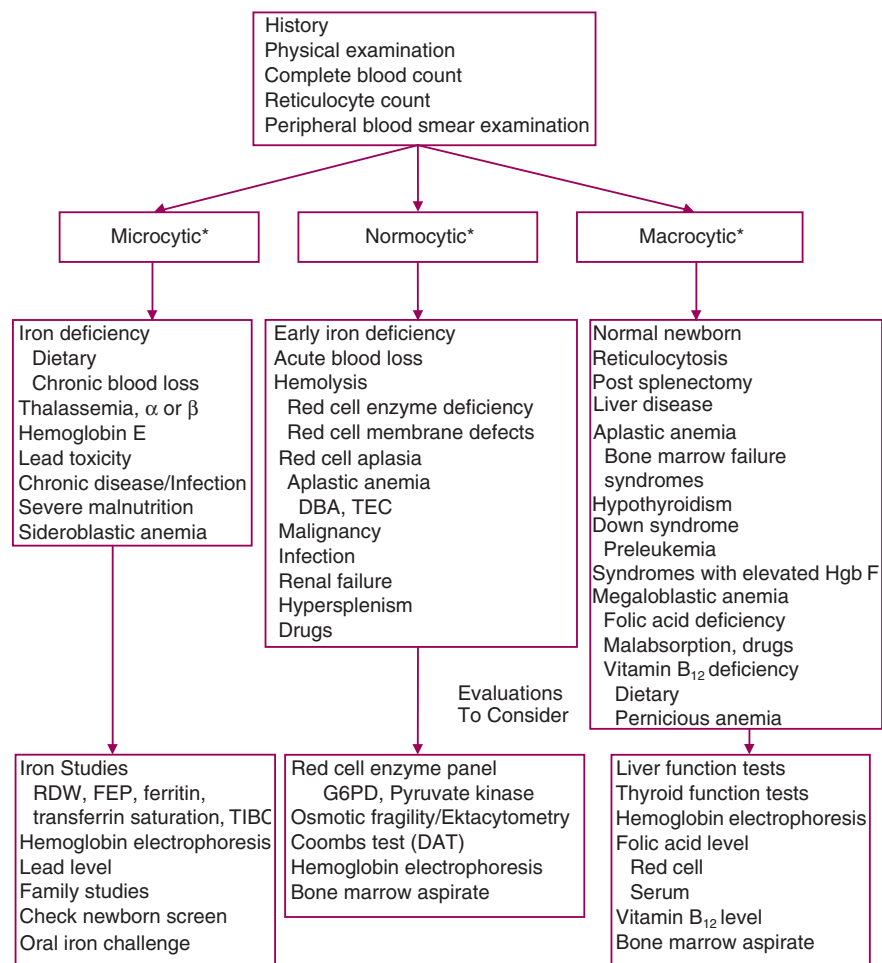 History
Physical examination
Complete blood count
Reticulocyte count
Peripheral blood smear examination
Microcytic*
Normocytic*
Macrocytic*
Iron deficiency
Dietary
Chronic blood loss
Thalassemia, α or β
Hemoglobin E
Lead toxicity
Chronic disease/Infection
Severe malnutrition
Sideroblastic anemia
Early iron deficiency
Acute blood loss
Hemolysis
Red cell enzyme deficiency
Red cell membrane defects
Red cell aplasia
Aplastic anemia
DBA, TEC
Malignancy
Infection
Renal failure
Hypersplenism
Drugs
Normal newborn
Reticulocytosis
Post splenectomy
Liver disease
Aplastic anemia
Bone marrow failure
syndromes
Hypothyroidism
Down syndrome
Preleukemia
Syndromes with elevated Hgb F
Megaloblastic anemia
Folic acid deficiency
Malabsorption, drugs
Vitamin B₁₂ deficiency
Dietary
Pernicious anemia
Evaluations
To Consider
Iron Studies
RDW, FEP, ferritin,
transferrin saturation, TIBC
Hemoglobin electrophoresis
Lead level
Family studies
Check newborn screen
Oral iron challenge
Red cell enzyme panel
G6PD, Pyruvate kinase
Osmotic fragility/Ektacytometry
Coombs test (DAT)
Hemoglobin electrophoresis
Bone marrow aspirate
Liver function tests
Thyroid function tests
Hemoglobin electrophoresis
Folic acid level
Red cell
Serum
Vitamin B₁₂ level
Bone marrow aspirate